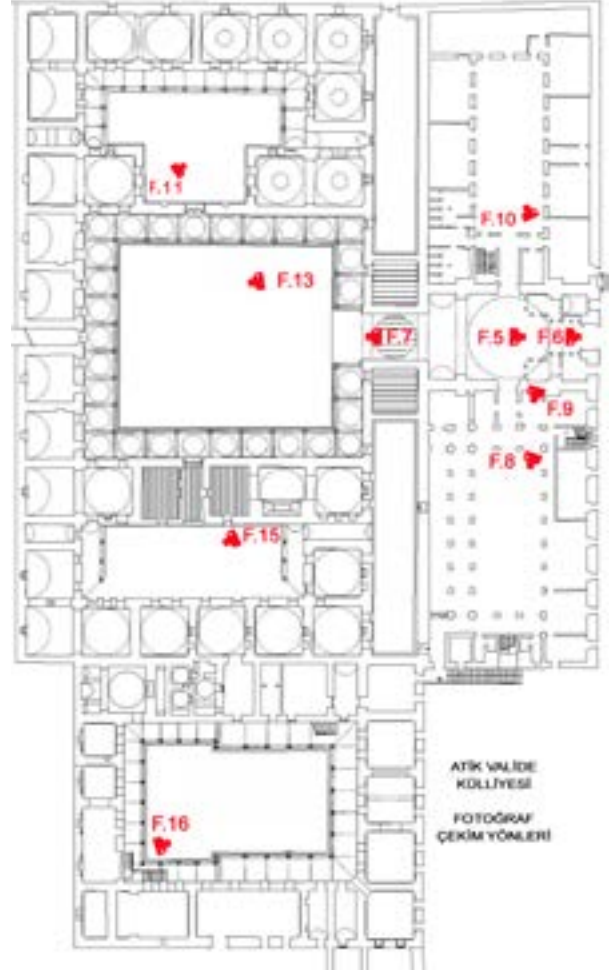 F.11
F.10
F.13
F.7
F.5
F.6
F.9
F.8
F.15
F.16
ATİK VALİDE
KÜLLİYESİ
FOTOĞRAF
ÇEKİM YÖNLERİ